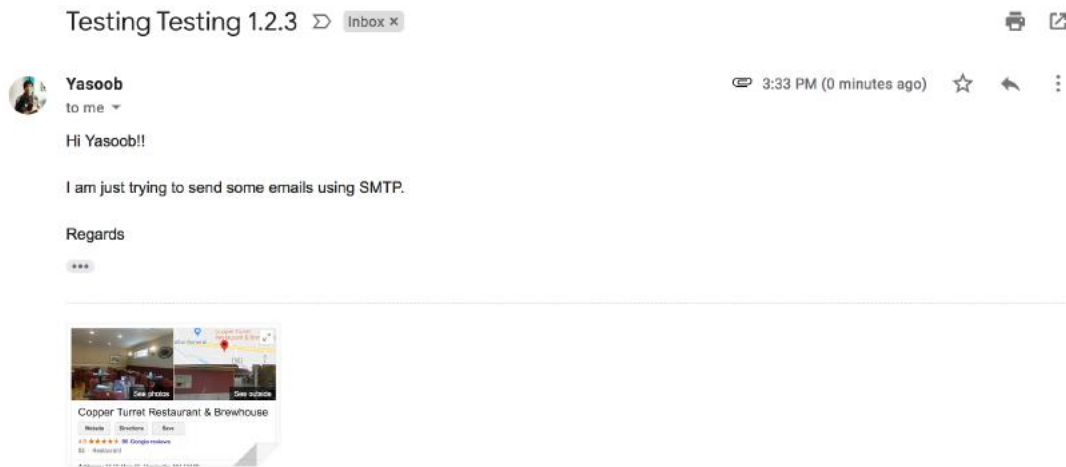 Testing Testing 1.2.3 Inbox ×
Yasoob 3:33 PM (0 minutes ago)
to me
Hi Yasoob!!
I am just trying to send some emails using SMTP.
Regards
See photos See outside
Copper Turret Restaurant & Brewhouse
Website Directions Save
Google reviews
Restaurant